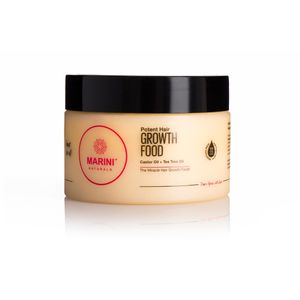 MARINI
NATURALS
Potent Hair
GROWTH
FOOD
Castor Oil + Tea Tree Oil
The Miracle Hair Growth Food